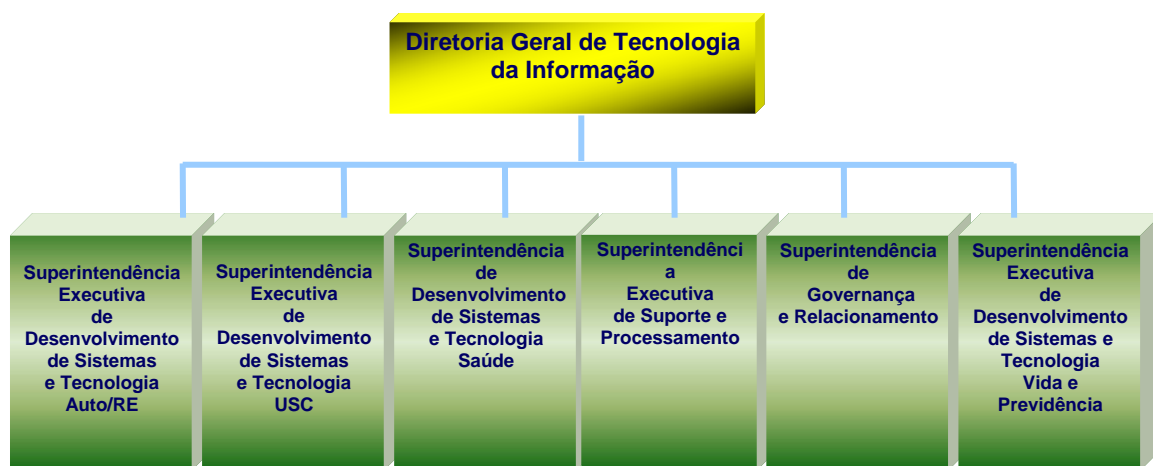 Diretoria Geral de Tecnologia
da Informação
Superintendência
Executiva
de
Desenvolvimento
de Sistemas
e Tecnologia
Auto/RE
Superintendência
Executiva
de
Desenvolvimento
de Sistemas
e Tecnologia
USC
Superintendência
de
Desenvolvimento
de Sistemas
e Tecnologia
Saúde
Superintendênci
a
Executiva
de Suporte e
Processamento
Superintendência
de
Governança
e Relacionamento
Superintendência
Executiva
de
Desenvolvimento
de Sistemas e
Tecnologia
Vida e
Previdência